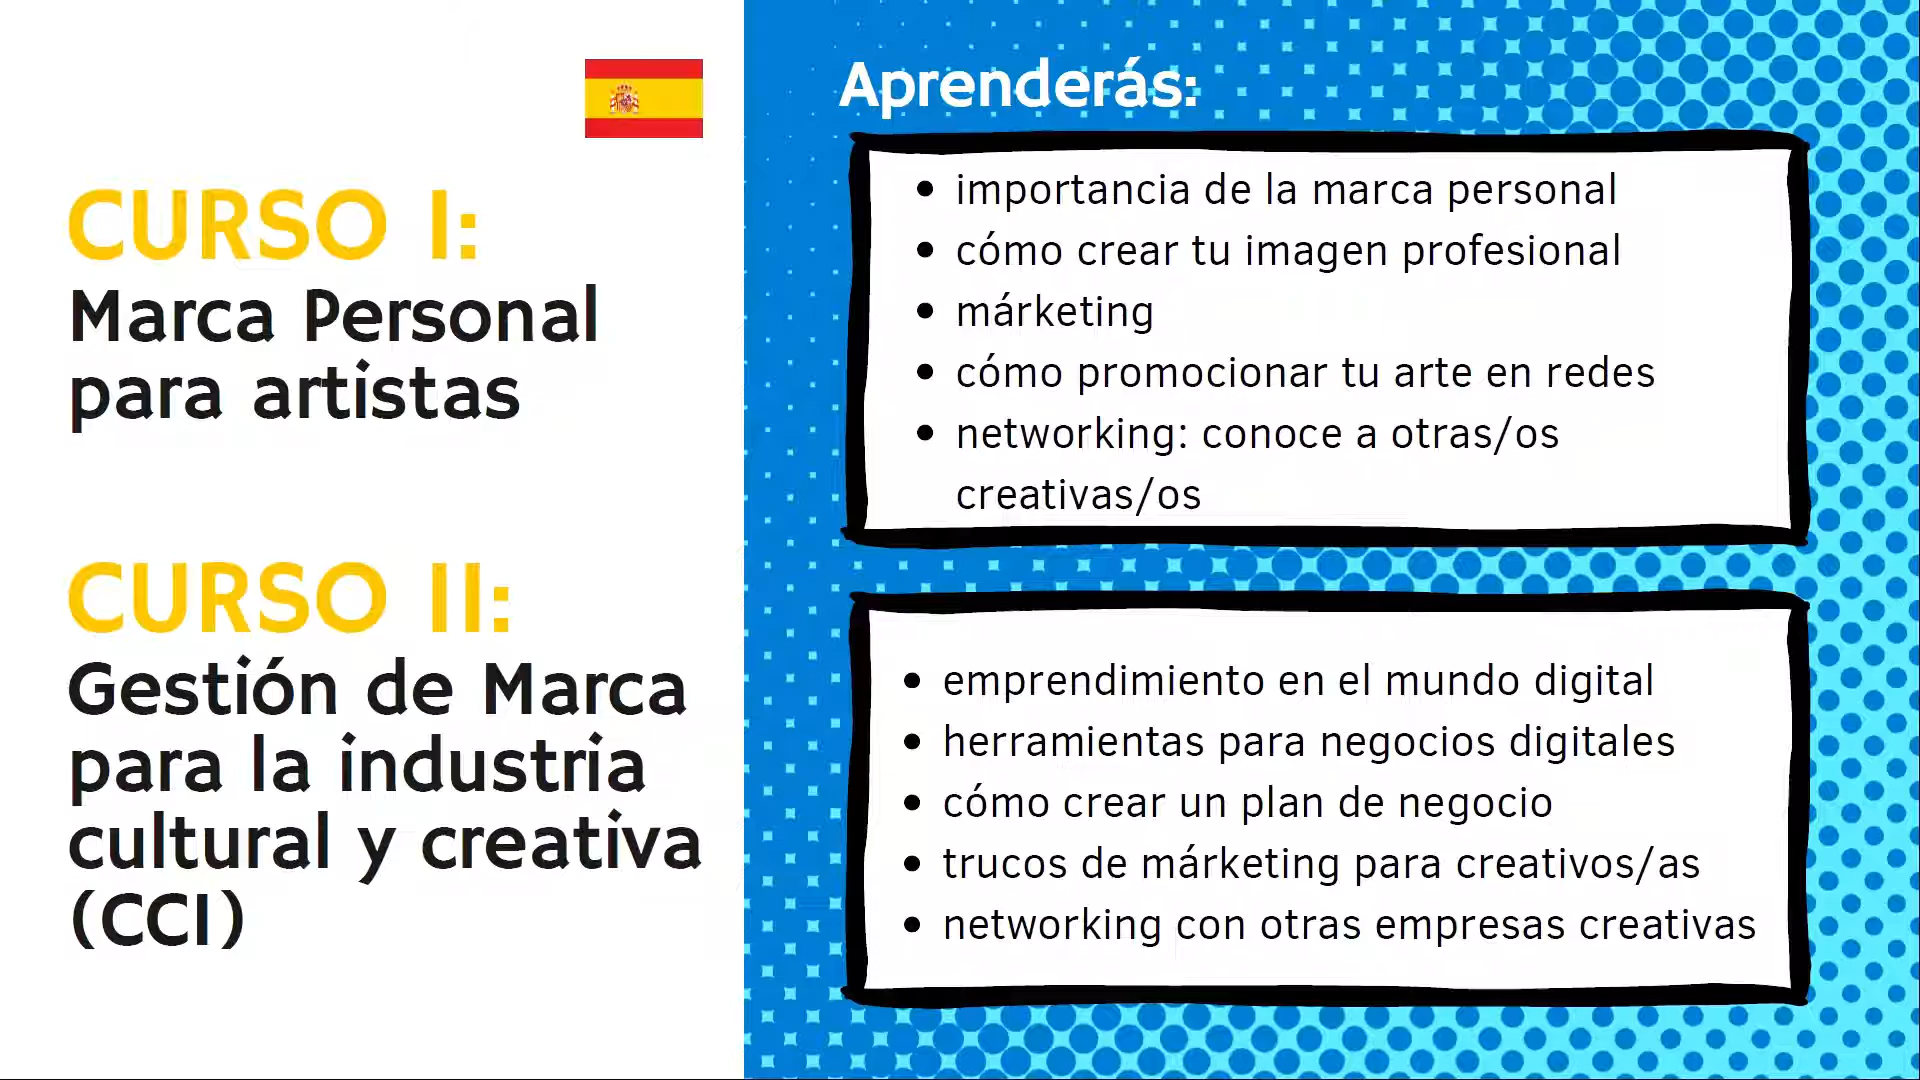 CURSO I:
Marca Personal
para artistas
CURSO II:
Gestión de Marca
para la industria
cultural y creativa
(CCI)
Aprenderás:
• importancia de la marca personal
• cómo crear tu imagen profesional
• márketing
• cómo promocionar tu arte en redes
• networking: conoce a otras/os
creativas/os
• emprendimiento en el mundo digital
• herramientas para negocios digitales
• cómo crear un plan de negocio
• trucos de márketing para creativos/as
• networking con otras empresas creativas